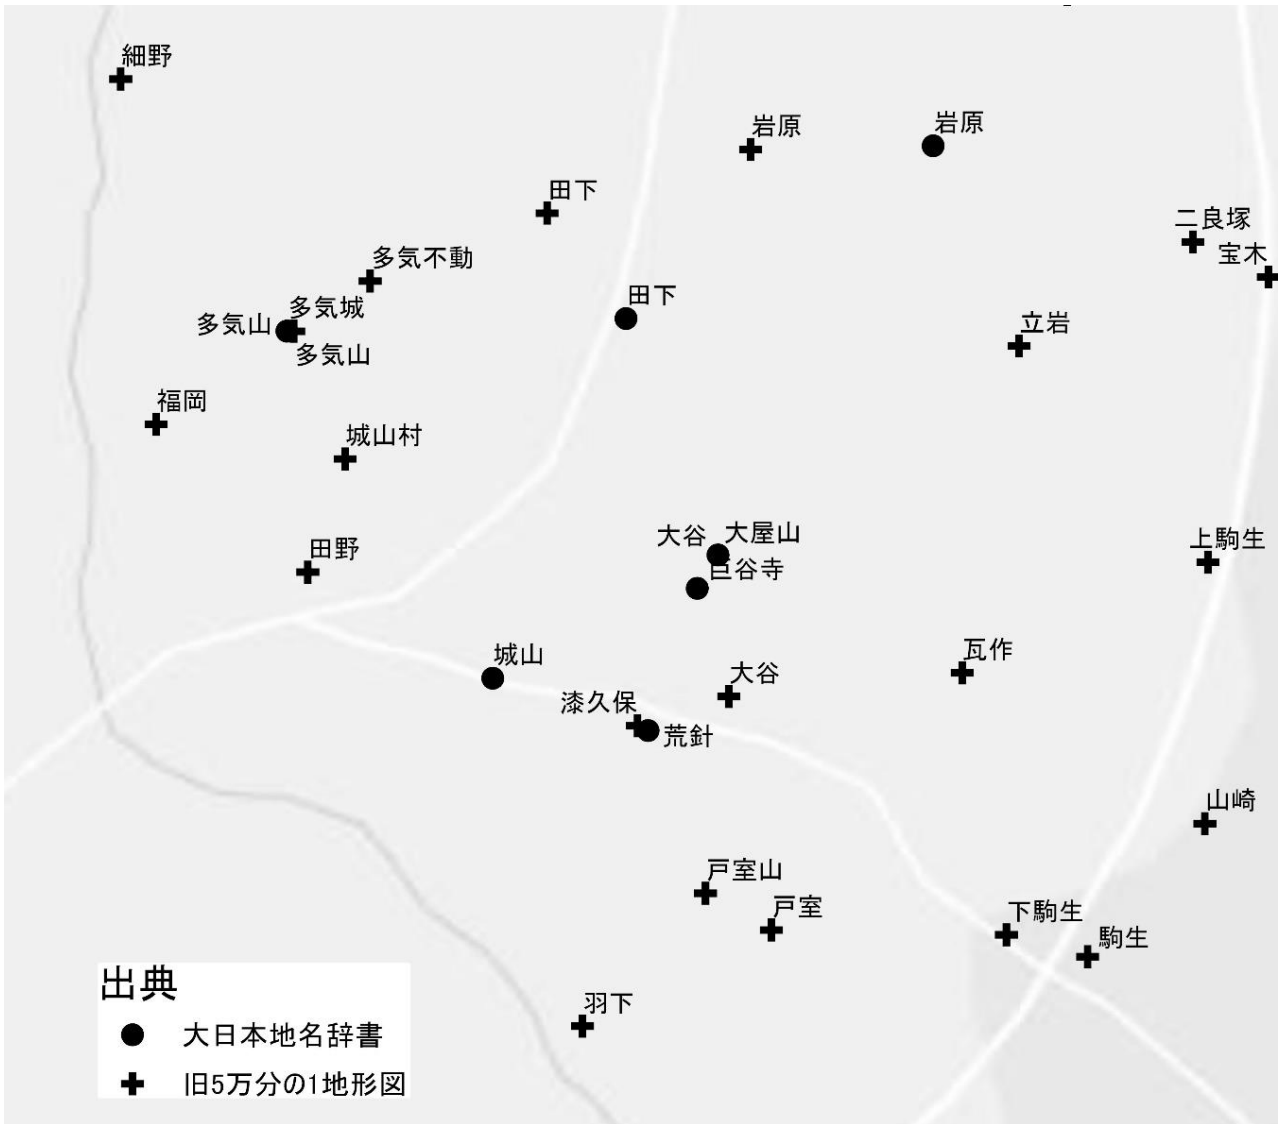 細野
岩原
岩原
田下
二良塚
宝木
多気不動
田下
多気城
多気山
多気山
立岩
福岡
城山村
大谷
大屋山
上駒生
田野
巨谷寺
城山
瓦作
大谷
漆久保
荒針
山崎
戸室山
戸室
下駒生
駒生
羽下
出典
大日本地名辞書
旧5万分の1地形図